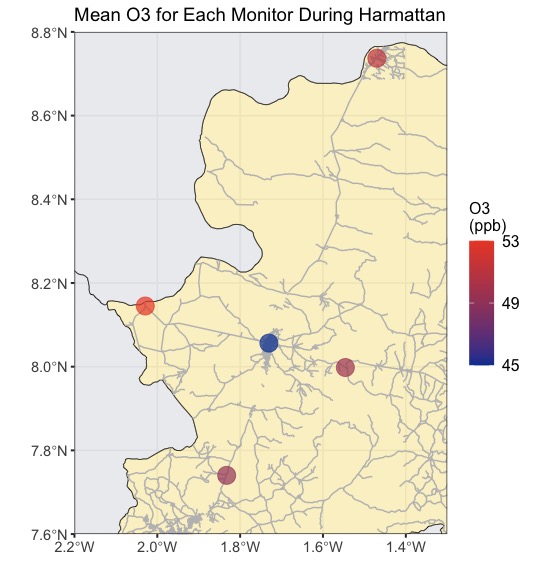 Mean O3 for Each Monitor During Harmattan
8.8°N
8.6°N
8.4°N
8.2°N
8.0°N
7.8°N
7.6°N
2.2°W 2.0°W 1.8°W 1.6°W 1.4°W
O3
(ppb)
53
49
45